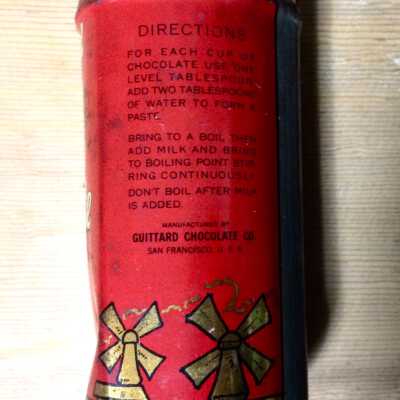 DIRECTIONS
FOR EACH CUP OF
CHOCOLATE USE ONE
LEVEL TABLESPOON
ADD TWO TABLESPOONS
OF WATER TO FORM A
PASTE.
BRING TO A BOIL THEN
ADD MILK AND BRING
TO BOILING POINT STIR-
RING CONTINUOUSLY
DON'T BOIL AFTER MILK
IS ADDED.
MANUFACTURED BY
GUITTARD CHOCOLATE CO.
SAN FRANCISCO, U.S.A.